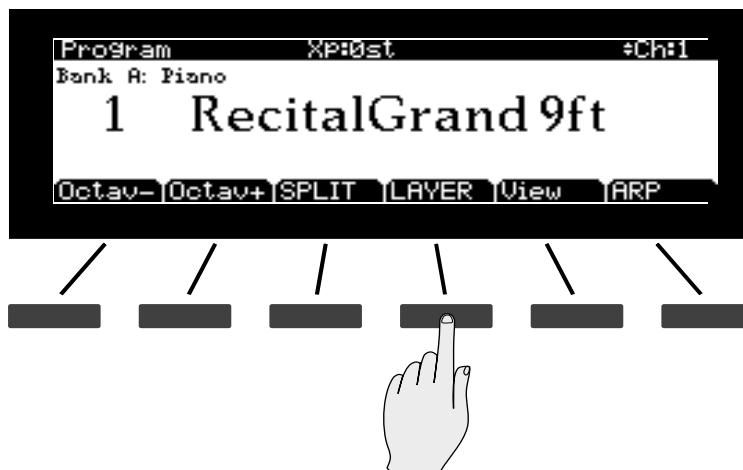 Program Xp:0st ÷Ch:1
Bank A: Piano
1 RecitalGrand 9ft
Octav- Octav+ SPLIT LAYER View ARP